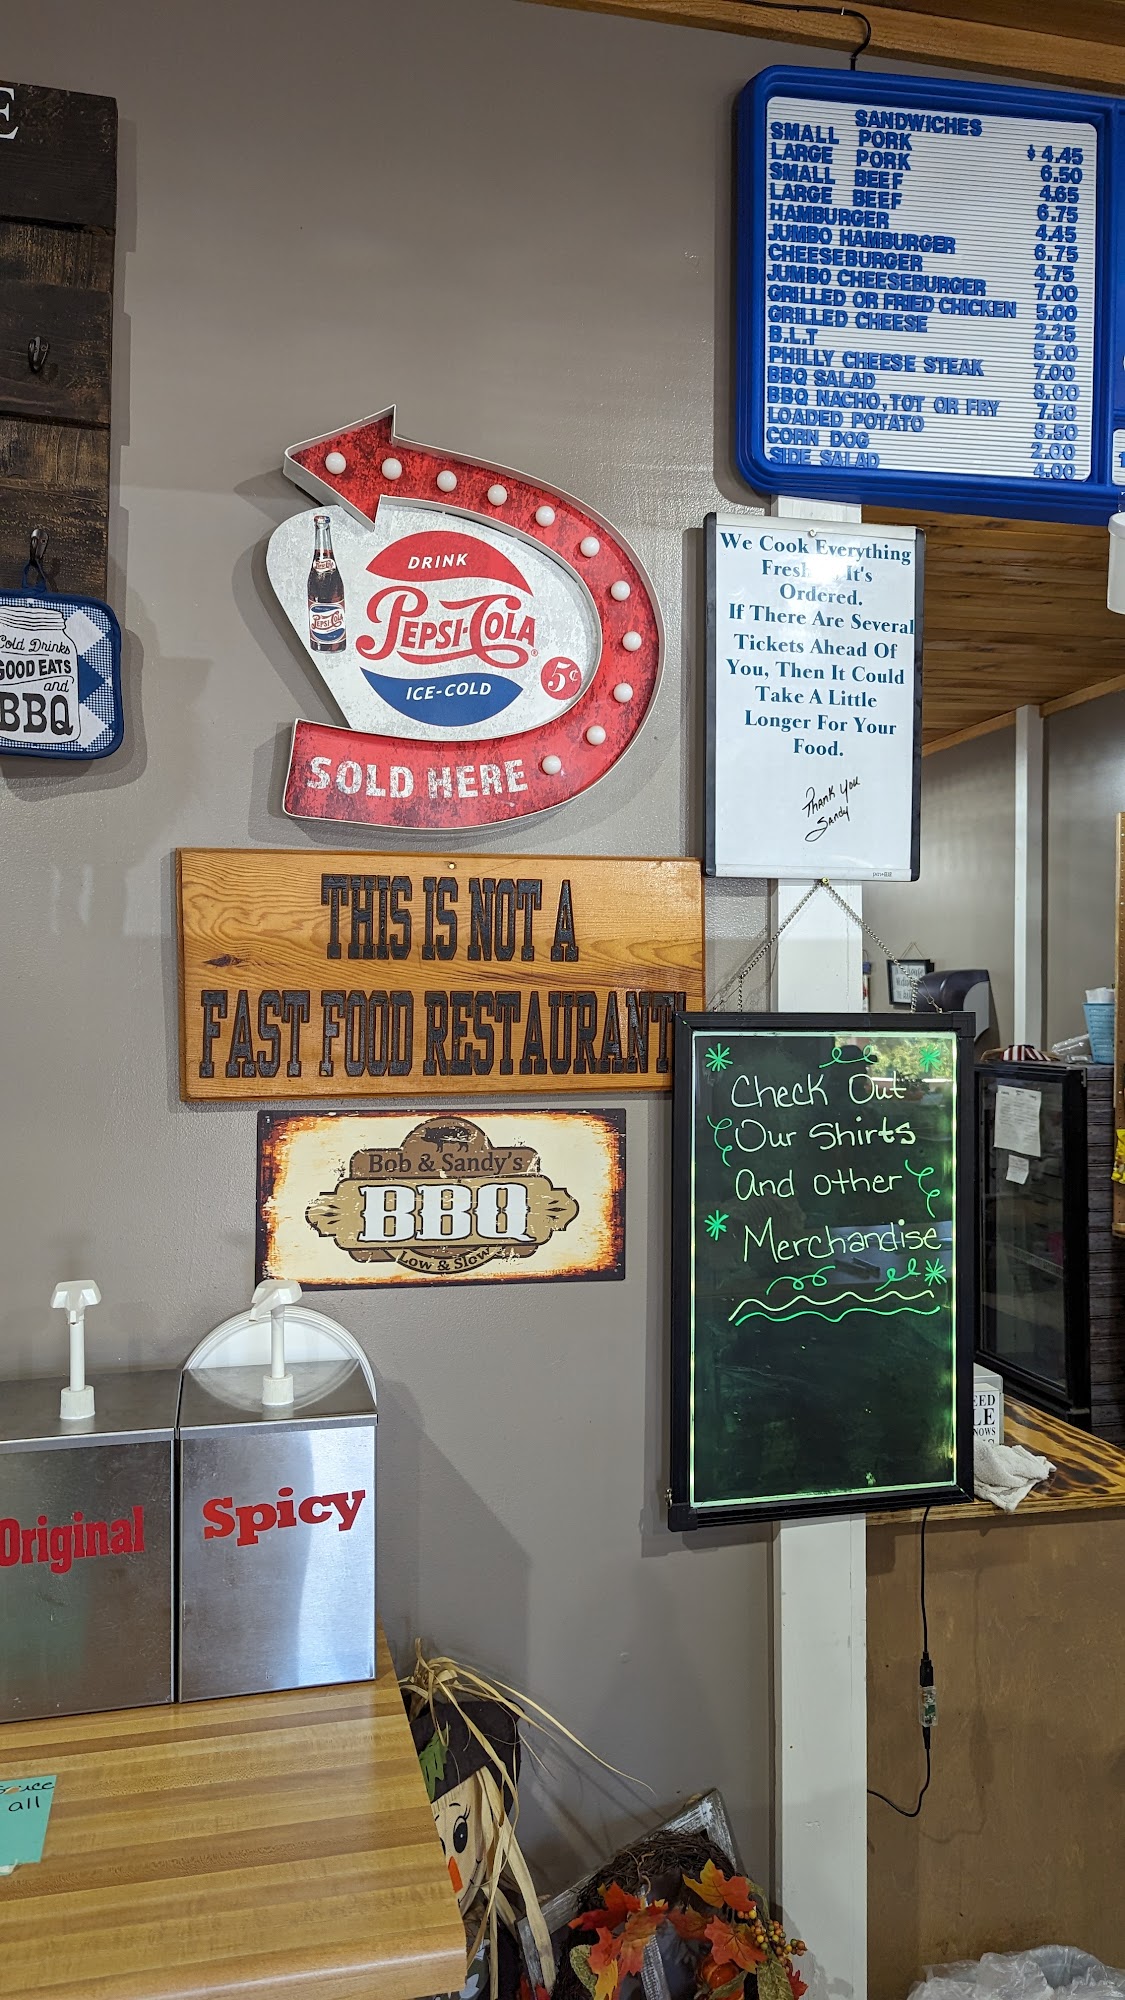 E
SANDWICHES
SMALL PORK $ 4.45
LARGE PORK 6.50
SMALL BEEF 4.65
LARGE BEEF 6.75
HAMBURGER 4.45
JUMBO HAMBURGER 6.75
CHEESEBURGER 4.75
JUMBO CHEESEBURGER 7.00
GRILLED OR FRIED CHICKEN 5.00
GRILLED CHEESE 2.25
B.L.T 5.00
PHILLY CHEESE STEAK 7.00
BBQ SALAD 8.00
BBQ NACHO,TOT OR FRY 7.50
LOADED POTATO 8.50
CORN DOG 2.00
SIDE SALAD 4.00
DRINK
PEPSI-COLA
ICE-COLD
5¢
SOLD HERE
Cold Drinks
GOOD EATS
and
BBQ
We Cook Everything
Fresh It's
Ordered.
If There Are Several
Tickets Ahead Of
You, Then It Could
Take A Little
Longer For Your
Food.
Thank You
Sandy
THIS IS NOT A
FAST FOOD RESTAURANT!
Bob & Sandy's
BBQ
Low & Slow
Check Out
Our Shirts
And other
Merchandise
Original
Spicy
all